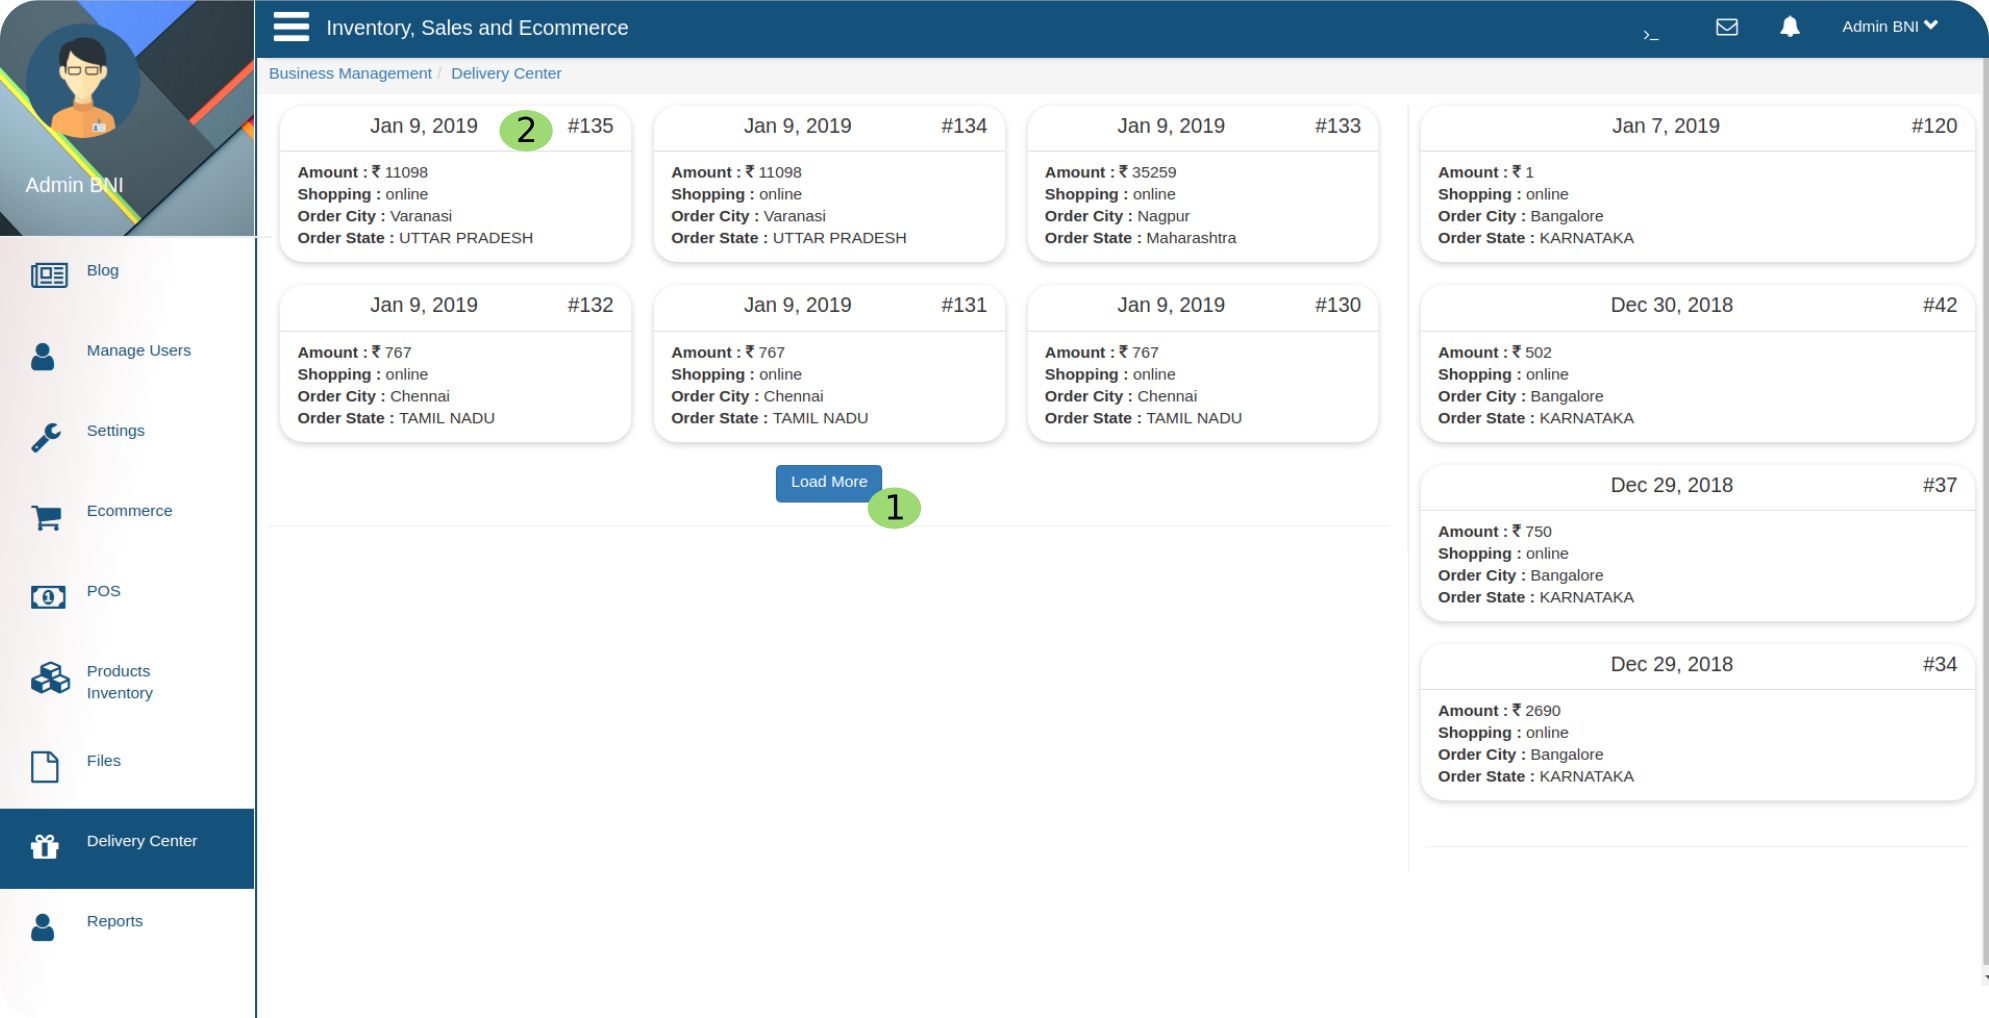 Inventory, Sales and Ecommerce
>_
Admin BNI
Business Management / Delivery Center
Admin BNI
Blog
Manage Users
Settings
Ecommerce
POS
Products
Inventory
Files
Delivery Center
Reports
Jan 9, 2019 2 #135
Amount : ₹ 11098
Shopping : online
Order City : Varanasi
Order State : UTTAR PRADESH
Jan 9, 2019 #134
Amount : ₹ 11098
Shopping : online
Order City : Varanasi
Order State : UTTAR PRADESH
Jan 9, 2019 #133
Amount : ₹ 35259
Shopping : online
Order City : Nagpur
Order State : Maharashtra
Jan 9, 2019 #132
Amount : ₹ 767
Shopping : online
Order City : Chennai
Order State : TAMIL NADU
Jan 9, 2019 #131
Amount : ₹ 767
Shopping : online
Order City : Chennai
Order State : TAMIL NADU
Jan 9, 2019 #130
Amount : ₹ 767
Shopping : online
Order City : Chennai
Order State : TAMIL NADU
Load More
1
Jan 7, 2019 #120
Amount : ₹ 1
Shopping : online
Order City : Bangalore
Order State : KARNATAKA
Dec 30, 2018 #42
Amount : ₹ 502
Shopping : online
Order City : Bangalore
Order State : KARNATAKA
Dec 29, 2018 #37
Amount : ₹ 750
Shopping : online
Order City : Bangalore
Order State : KARNATAKA
Dec 29, 2018 #34
Amount : ₹ 2690
Shopping : online
Order City : Bangalore
Order State : KARNATAKA